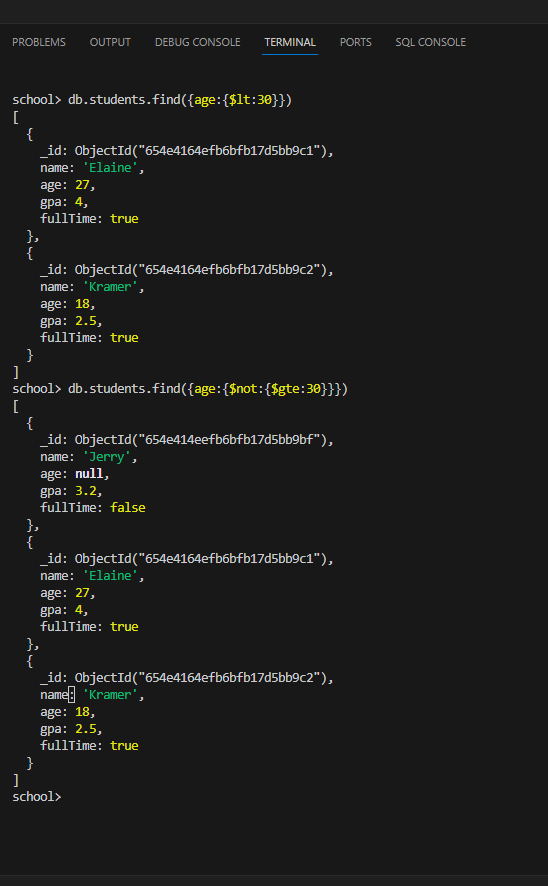 PROBLEMS OUTPUT DEBUG CONSOLE TERMINAL PORTS SQL CONSOLE
school> db.students.find({age:{$lt:30}})
[
  {
    _id: ObjectId("654e4164efb6bfb17d5bb9c1"),
    name: 'Elaine',
    age: 27,
    gpa: 4,
    fullTime: true
  },
  {
    _id: ObjectId("654e4164efb6bfb17d5bb9c2"),
    name: 'Kramer',
    age: 18,
    gpa: 2.5,
    fullTime: true
  }
]
school> db.students.find({age:{$not:{$gte:30}}})
[
  {
    _id: ObjectId("654e414eefb6bfb17d5bb9bf"),
    name: 'Jerry',
    age: null,
    gpa: 3.2,
    fullTime: false
  },
  {
    _id: ObjectId("654e4164efb6bfb17d5bb9c1"),
    name: 'Elaine',
    age: 27,
    gpa: 4,
    fullTime: true
  },
  {
    _id: ObjectId("654e4164efb6bfb17d5bb9c2"),
    name: 'Kramer',
    age: 18,
    gpa: 2.5,
    fullTime: true
  }
]
school>